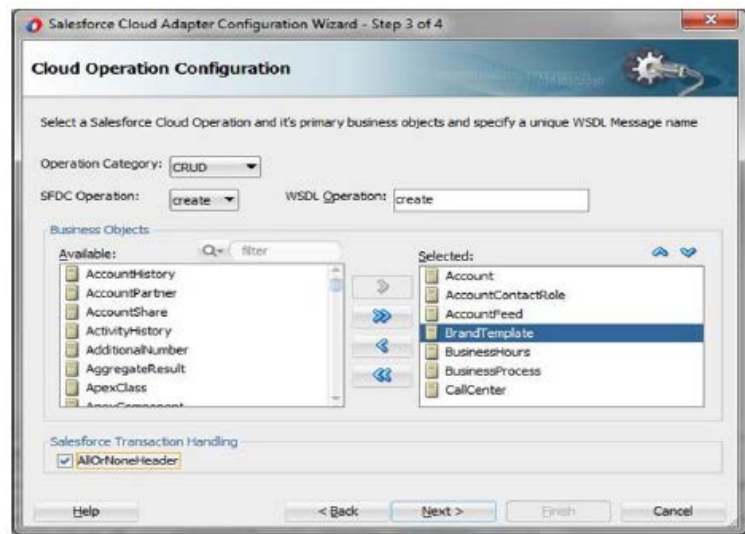 Salesforce Cloud Adapter Configuration Wizard - Step 3 of 4
Cloud Operation Configuration
Select a Salesforce Cloud Operation and it's primary business objects and specify a unique WSDL Message name
Operation Category: CRUD
SFDC Operation: create WSDL Operation: create
Business Objects
Available: filter
AccountHistory
AccountPartner
AccountShare
ActivityHistory
AdditionalNumber
AggregateResult
ApexClass
ApexComponent
Selected:
Account
AccountContactRole
AccountFeed
BrandTemplate
BusinessHours
BusinessProcess
CallCenter
Salesforce Transaction Handling
AllOrNoneHeader
Help < Back Next > Finish Cancel